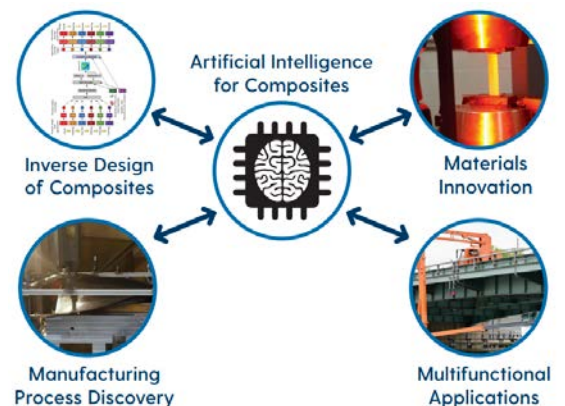 Artificial Intelligence
for Composites
Inverse Design
of Composites
Materials
Innovation
Manufacturing
Process Discovery
Multifunctional
Applications